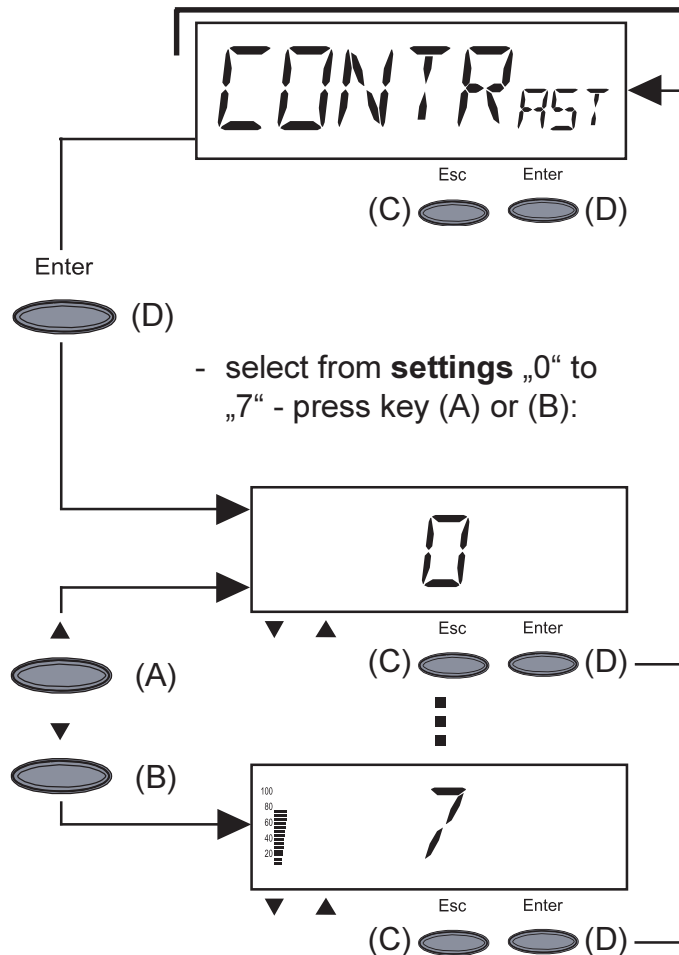 CONTRAST
Esc Enter
(C) (D)
Enter
(D)
- select from settings „0“ to
„7“ - press key (A) or (B):
0
▼ ▲ Esc Enter
▲
(C) (D)
(A)
▼
(B)
100
80
60
40
20
7
▼ ▲ Esc Enter
(C) (D)